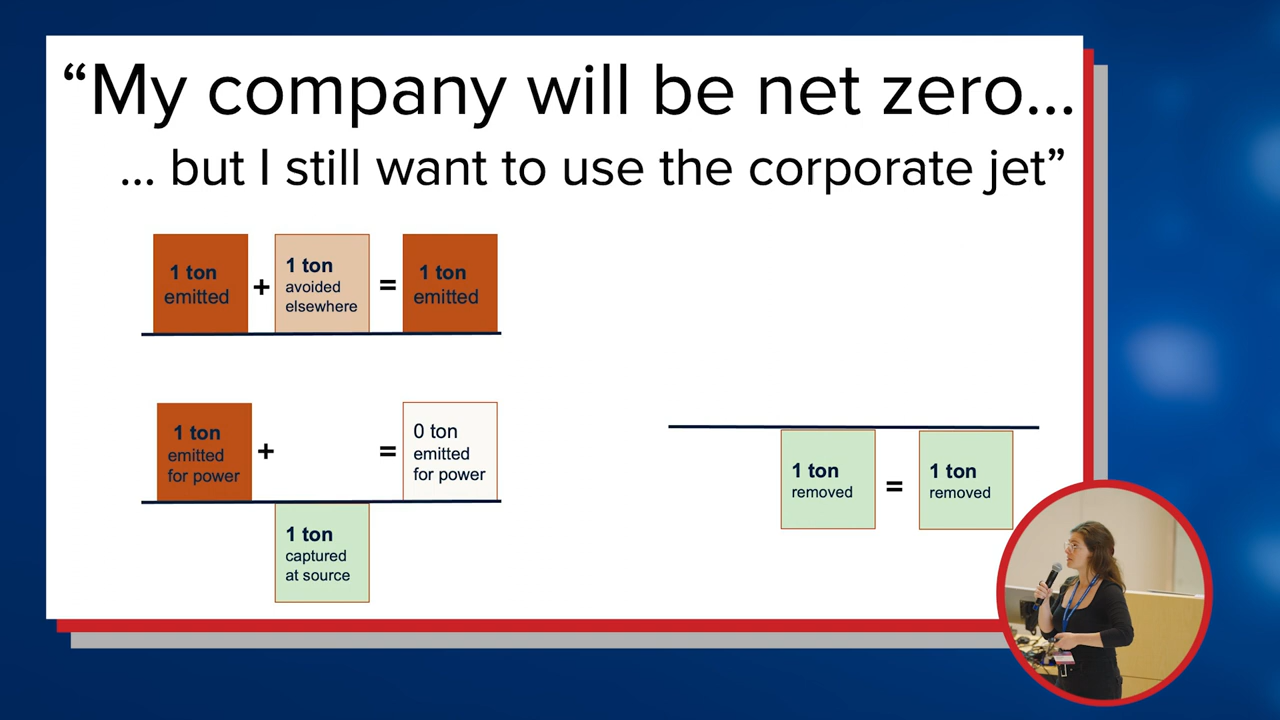 “My company will be net zero...
... but I still want to use the corporate jet”
1 ton
emitted
+
1 ton
avoided
elsewhere
=
1 ton
emitted
1 ton
emitted
for power
+
1 ton
captured
at source
=
0 ton
emitted
for power
1 ton
removed
=
1 ton
removed